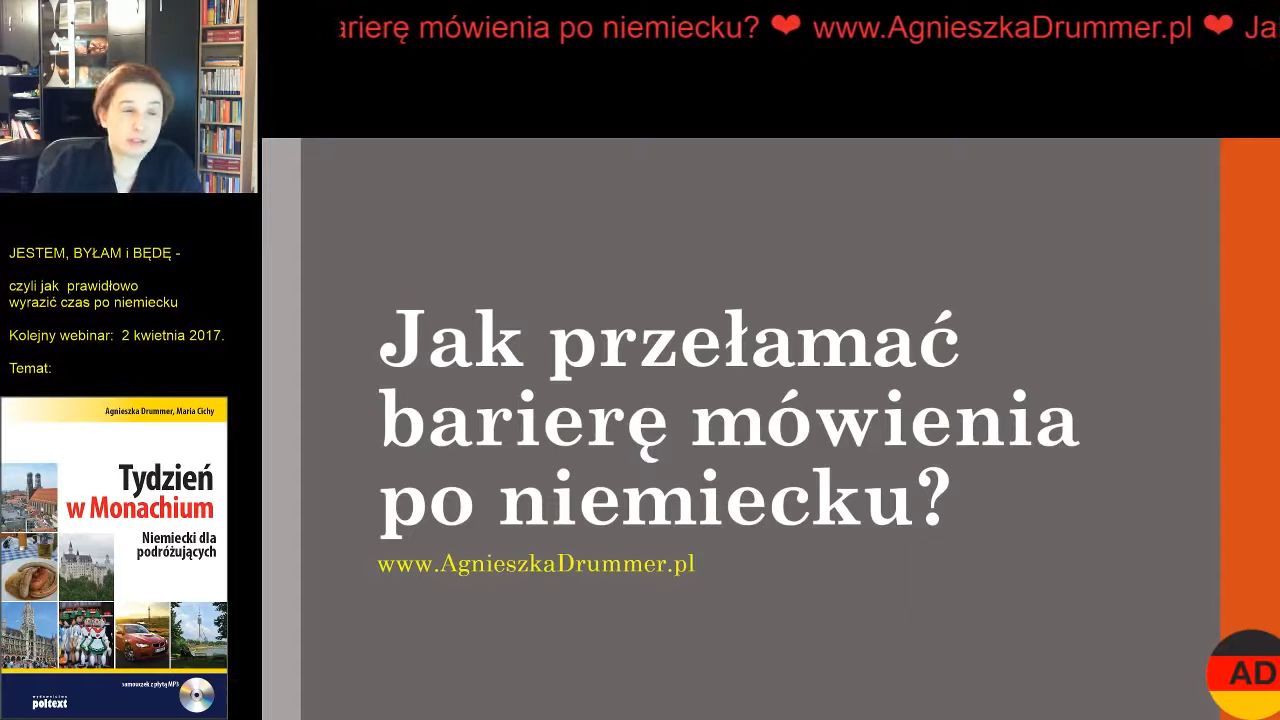 arierę mówienia po niemiecku? ❤ www.AgnieszkaDrummer.pl ❤ Ja
JESTEM, BYŁAM i BĘDĘ -
czyli jak prawidłowo
wyrazić czas po niemiecku
Kolejny webinar: 2 kwietnia 2017.
Temat:
Agnieszka Drummer, Maria Cichy
Tydzień
w Monachium
Niemiecki dla
podróżujących
samouczek z płytą MP3
wydawnictwo
poltext
Jak przełamać
barierę mówienia
po niemiecku?
www.AgnieszkaDrummer.pl
AD